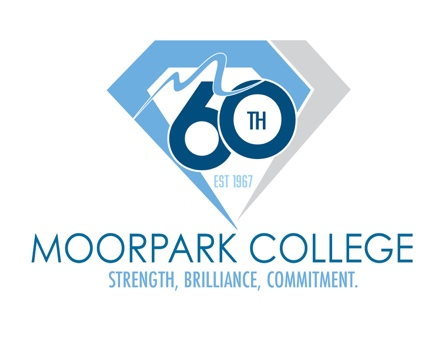 60TH
EST 1967
MOORPARK COLLEGE
STRENGTH, BRILLIANCE, COMMITMENT.